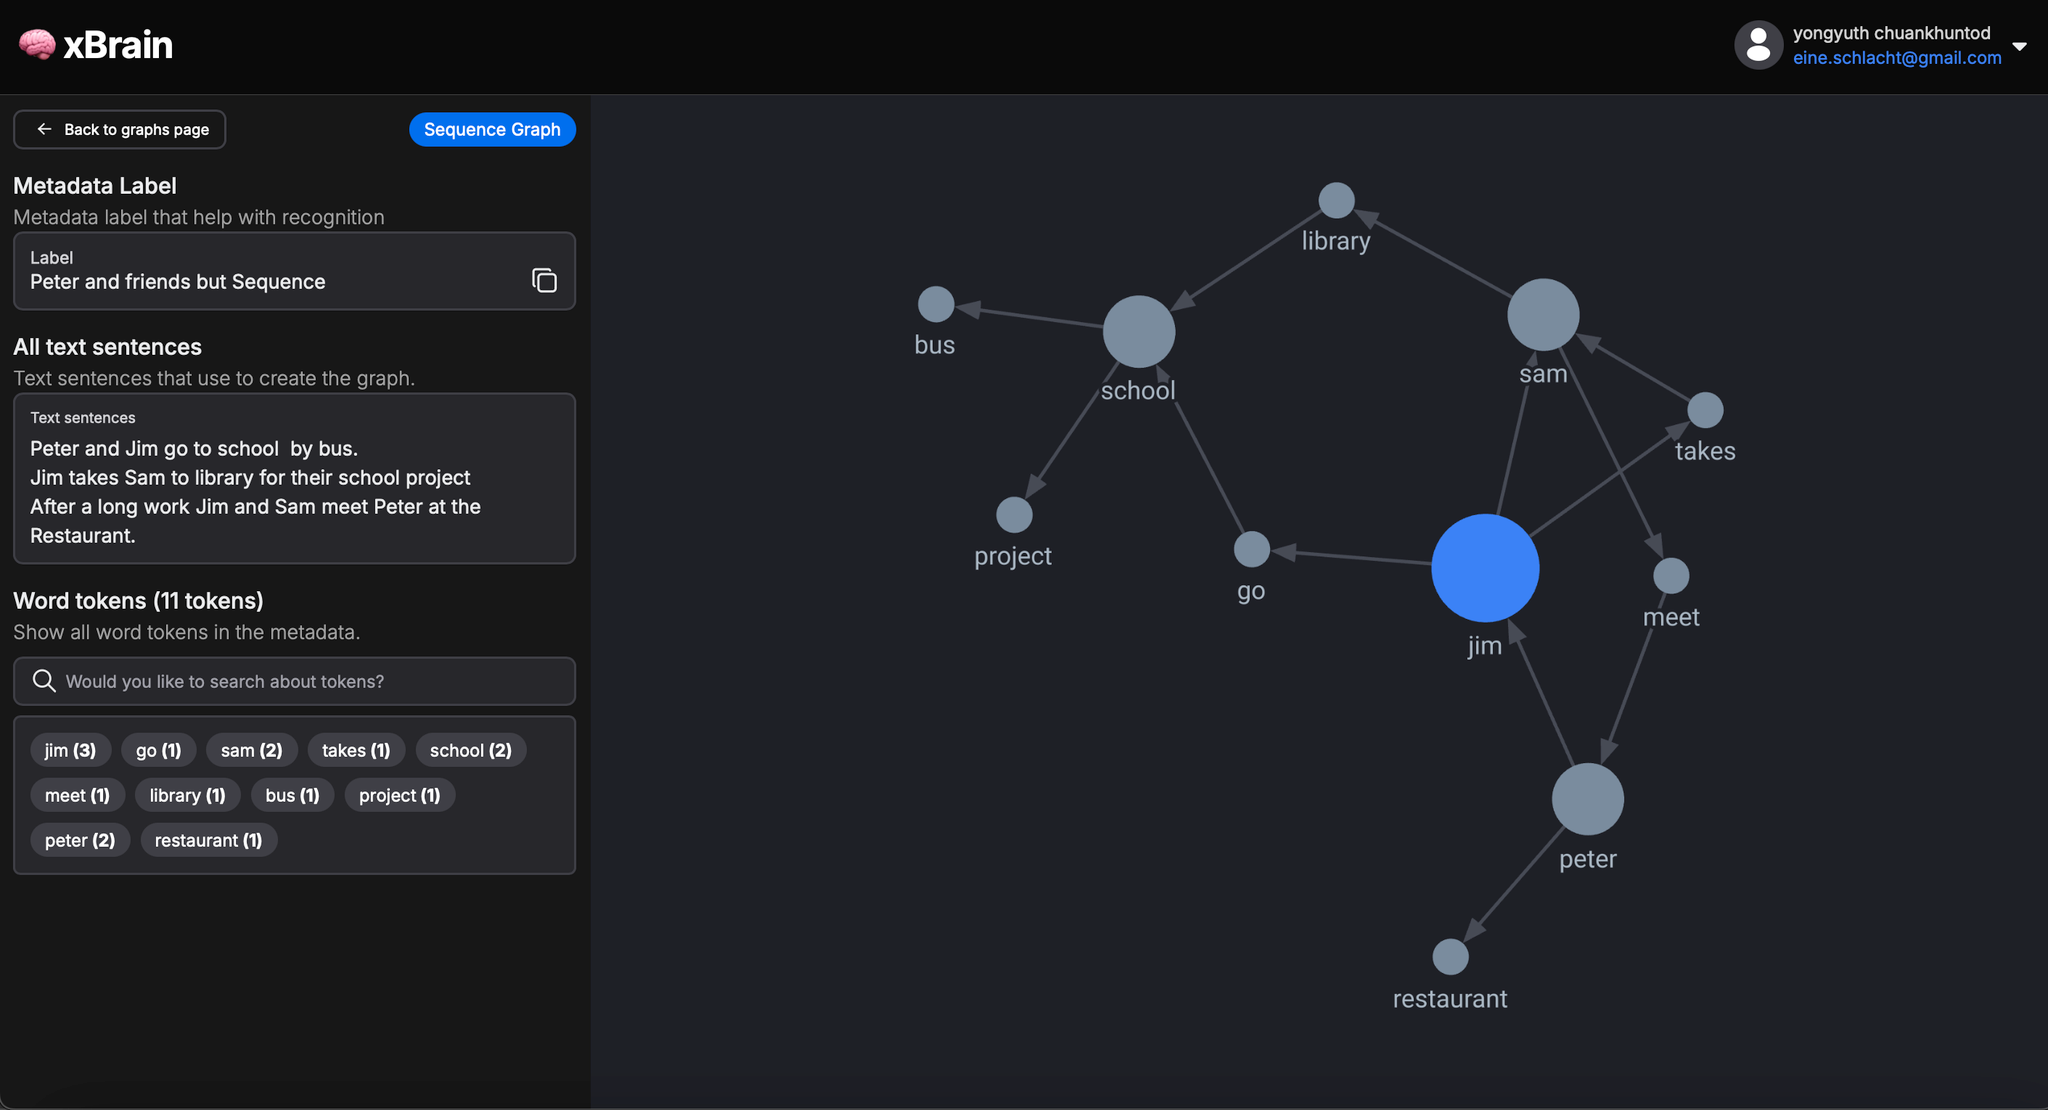 xBrain
yongyuth chuankhuntod
eine.schlacht@gmail.com
Back to graphs page
Sequence Graph
Metadata Label
Metadata label that help with recognition
Label
Peter and friends but Sequence
All text sentences
Text sentences that use to create the graph.
Text sentences
Peter and Jim go to school  by bus.
Jim takes Sam to library for their school project
After a long work Jim and Sam meet Peter at the
Restaurant.
Word tokens (11 tokens)
Show all word tokens in the metadata.
Would you like to search about tokens?
jim (3) go (1) sam (2) takes (1) school (2)
meet (1) library (1) bus (1) project (1)
peter (2) restaurant (1)
library
bus
school
sam
takes
project
go
jim
meet
peter
restaurant